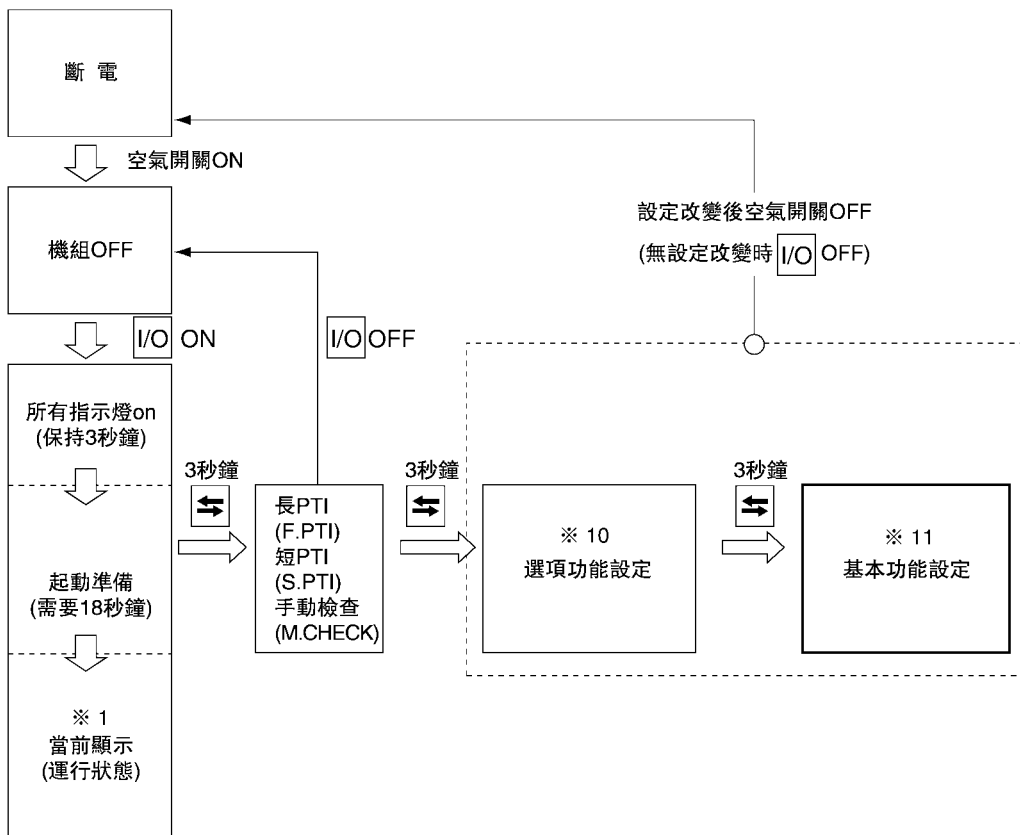 斷 電
空氣開關ON
機組OFF
I/O ON
I/O OFF
設定改變後空氣開關OFF
(無設定改變時 I/O OFF)
所有指示燈on
(保持3秒鐘)
起動準備
(需要18秒鐘)
※ 1
當前顯示
(運行狀態)
3秒鐘
長PTI
(F.PTI)
短PTI
(S.PTI)
手動檢查
(M.CHECK)
3秒鐘
※ 10
選項功能設定
3秒鐘
※ 11
基本功能設定